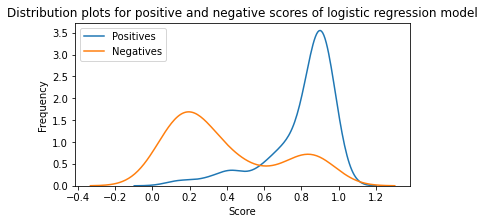 Distribution plots for positive and negative scores of logistic regression model
Positives
Negatives
Frequency
3.5
3.0
2.5
2.0
1.5
1.0
0.5
0.0
−0.4 −0.2 0.0 0.2 0.4 0.6 0.8 1.0 1.2
Score